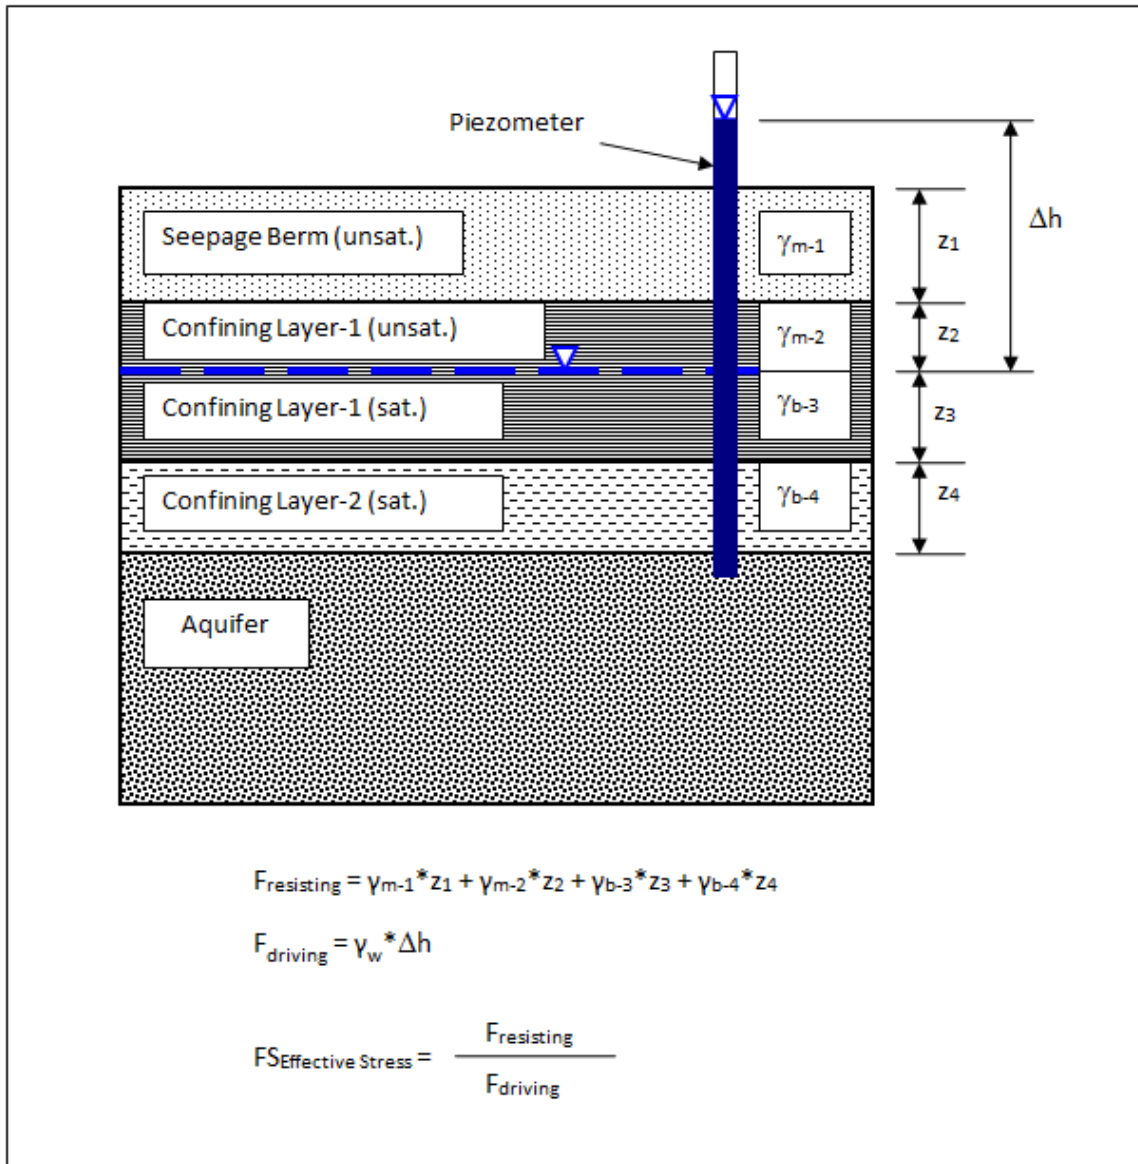 Piezometer
Δh
Seepage Berm (unsat.)
γm-1
z1
Confining Layer-1 (unsat.)
γm-2
z2
Confining Layer-1 (sat.)
γb-3
z3
Confining Layer-2 (sat.)
γb-4
z4
Aquifer
Fresisting = γm-1*z1 + γm-2*z2 + γb-3*z3 + γb-4*z4
Fdriving = γw*Δh
FSEffective Stress =
Fresisting
Fdriving